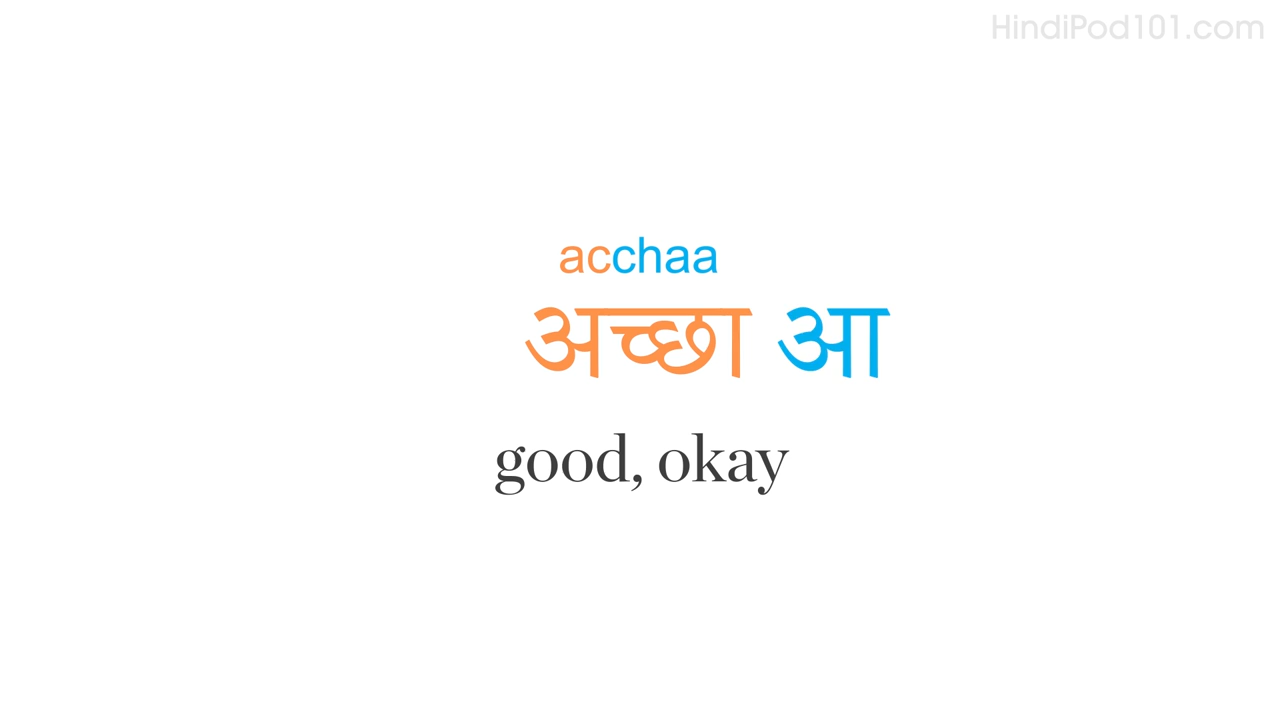 HindiPod101.com
acchaa
अच्छा आ
good, okay